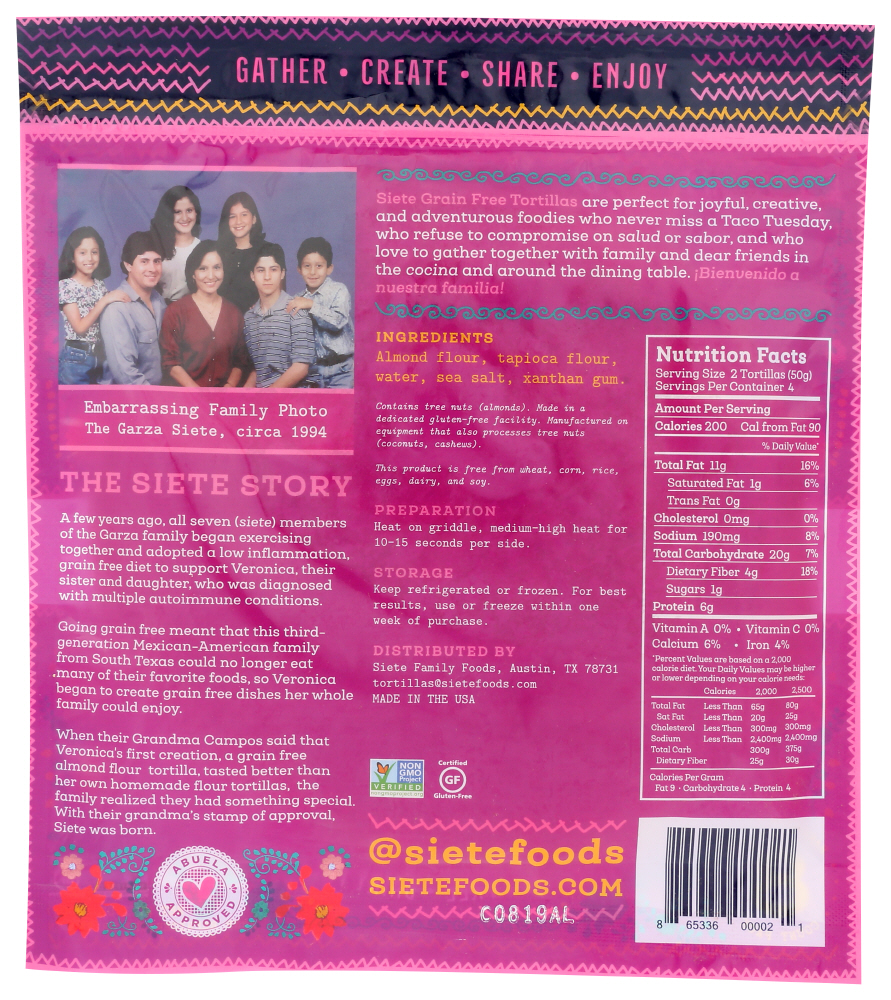 GATHER • CREATE • SHARE • ENJOY
Siete Grain Free Tortillas are perfect for joyful, creative,
and adventurous foodies who never miss a Taco Tuesday,
who refuse to compromise on salud or sabor, and who
love to gather together with family and dear friends in
the cocina and around the dining table. ¡Bienvenido a
nuestra familia!
Embarrassing Family Photo
The Garza Siete, circa 1994
THE SIETE STORY
A few years ago, all seven (siete) members
of the Garza family began exercising
together and adopted a low inflammation,
grain free diet to support Veronica, their
sister and daughter, who was diagnosed
with multiple autoimmune conditions.
Going grain free meant that this third-
generation Mexican-American family
from South Texas could no longer eat
many of their favorite foods, so Veronica
began to create grain free dishes her whole
family could enjoy.
When their Grandma Campos said that
Veronica's first creation, a grain free
almond flour tortilla, tasted better than
her own homemade flour tortillas, the
family realized they had something special.
With their grandma's stamp of approval,
Siete was born.
ABUELA
APPROVED
INGREDIENTS
Almond flour, tapioca flour,
water, sea salt, xanthan gum.
Contains tree nuts (almonds). Made in a
dedicated gluten-free facility. Manufactured on
equipment that also processes tree nuts
(coconuts, cashews).
This product is free from wheat, corn, rice,
eggs, dairy, and soy.
PREPARATION
Heat on griddle, medium-high heat for
10-15 seconds per side.
STORAGE
Keep refrigerated or frozen. For best
results, use or freeze within one
week of purchase.
DISTRIBUTED BY
Siete Family Foods, Austin, TX 78731
tortillas@sietefoods.com
MADE IN THE USA
NON
GMO
Project
VERIFIED
nongmoproject.org
Certified
GF
Gluten-Free
@sietefoods
SIETEFOODS.COM
C0819AL
Nutrition Facts
Serving Size 2 Tortillas (50g)
Servings Per Container 4
Amount Per Serving
Calories 200 Cal from Fat 90
% Daily Value*
Total Fat 11g 16%
Saturated Fat 1g 6%
Trans Fat 0g
Cholesterol 0mg 0%
Sodium 190mg 8%
Total Carbohydrate 20g 7%
Dietary Fiber 4g 18%
Sugars 1g
Protein 6g
Vitamin A 0% • Vitamin C 0%
Calcium 6% • Iron 4%
*Percent Values are based on a 2,000
calorie diet. Your Daily Values may be higher
or lower depending on your calorie needs:
Calories 2,000 2,500
Total Fat Less Than 65g 80g
Sat Fat Less Than 20g 25g
Cholesterol Less Than 300mg 300mg
Sodium Less Than 2,400mg 2,400mg
Total Carb 300g 375g
Dietary Fiber 25g 30g
Calories Per Gram
Fat 9 · Carbohydrate 4 · Protein 4
8 65336 00002 1